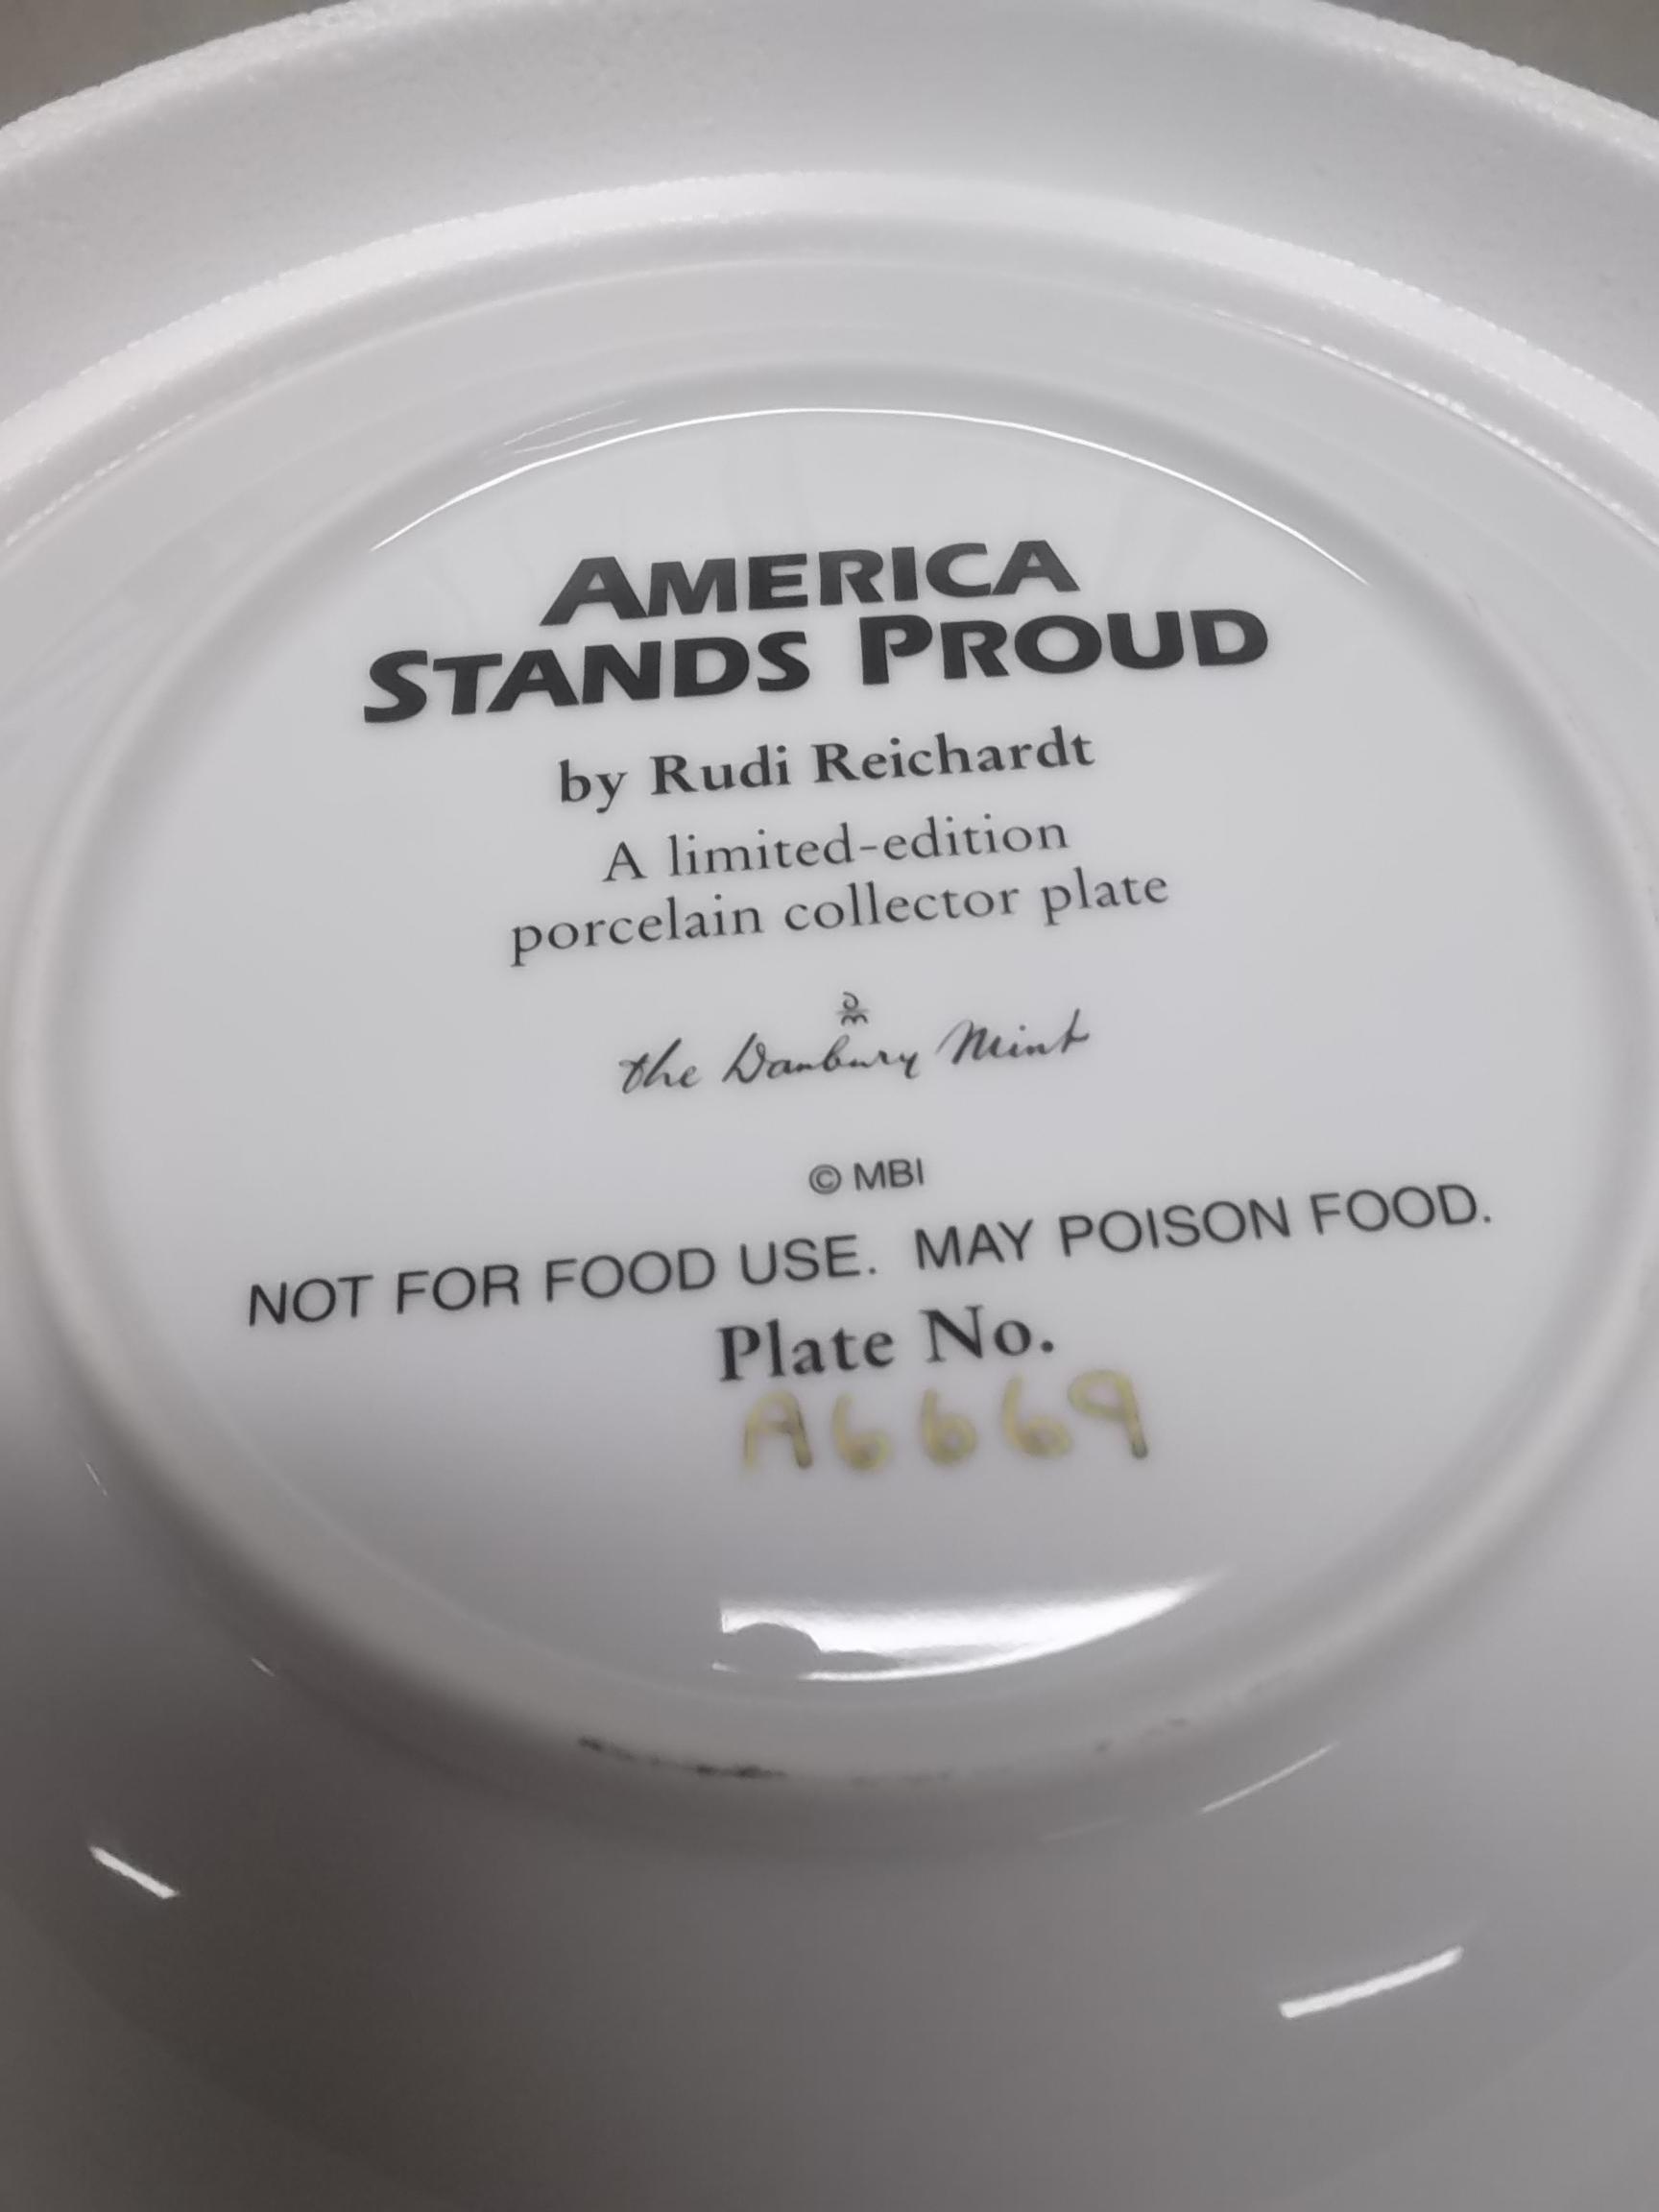 AMERICA
STANDS PROUD
by Rudi Reichardt
A limited-edition
porcelain collector plate
the Danbury Mint
© MBI
NOT FOR FOOD USE. MAY POISON FOOD.
Plate No.
A6669